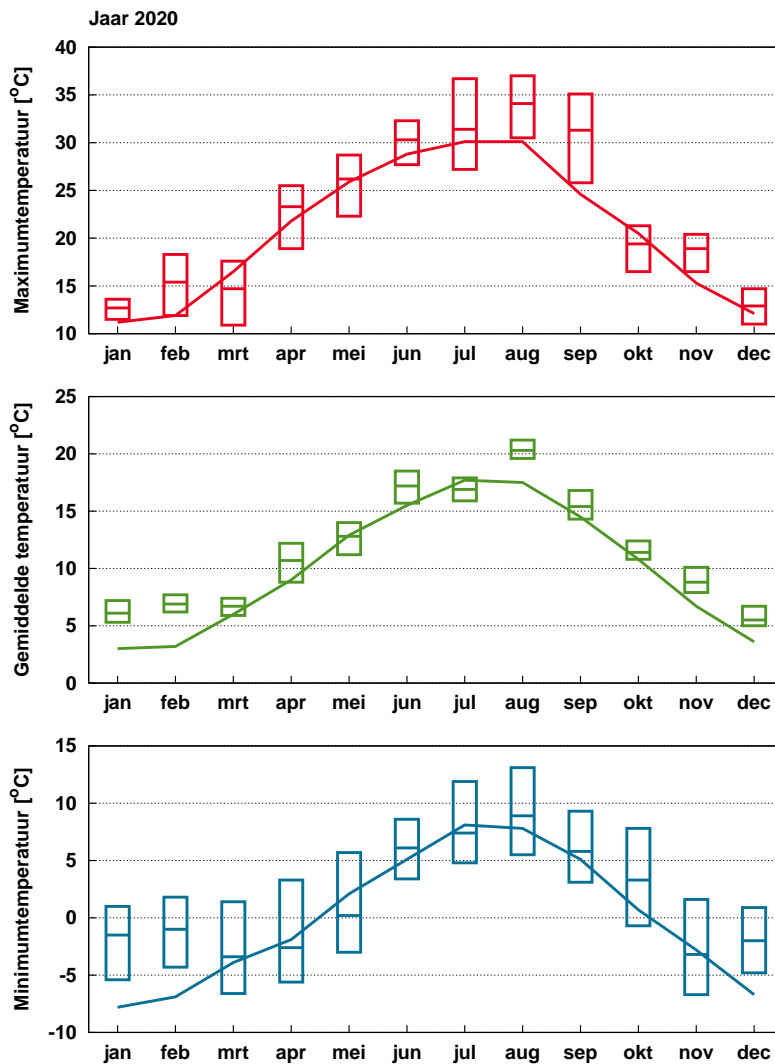 Jaar 2020
Maximumtemperatuur [°C]
40
35
30
25
20
15
10
jan feb mrt apr mei jun jul aug sep okt nov dec
Gemiddelde temperatuur [°C]
25
20
15
10
5
0
jan feb mrt apr mei jun jul aug sep okt nov dec
Minimumtemperatuur [°C]
15
10
5
0
-5
-10
jan feb mrt apr mei jun jul aug sep okt nov dec